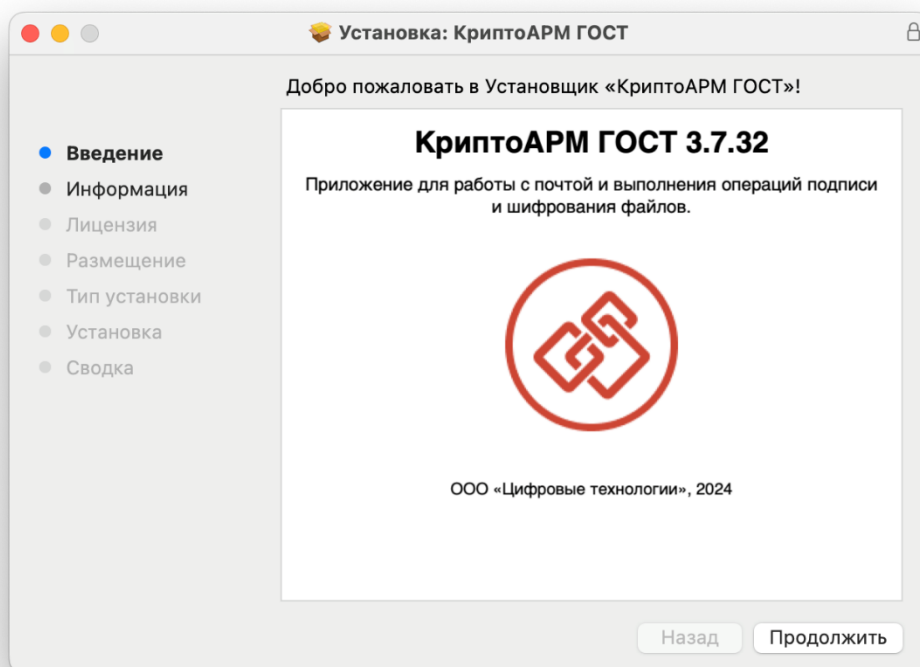 Установка: КриптоАРМ ГОСТ
Добро пожаловать в Установщик «КриптоАРМ ГОСТ»!
Введение
Информация
Лицензия
Размещение
Тип установки
Установка
Сводка
КриптоАРМ ГОСТ 3.7.32
Приложение для работы с почтой и выполнения операций подписи
и шифрования файлов.
ООО «Цифровые технологии», 2024
Назад
Продолжить